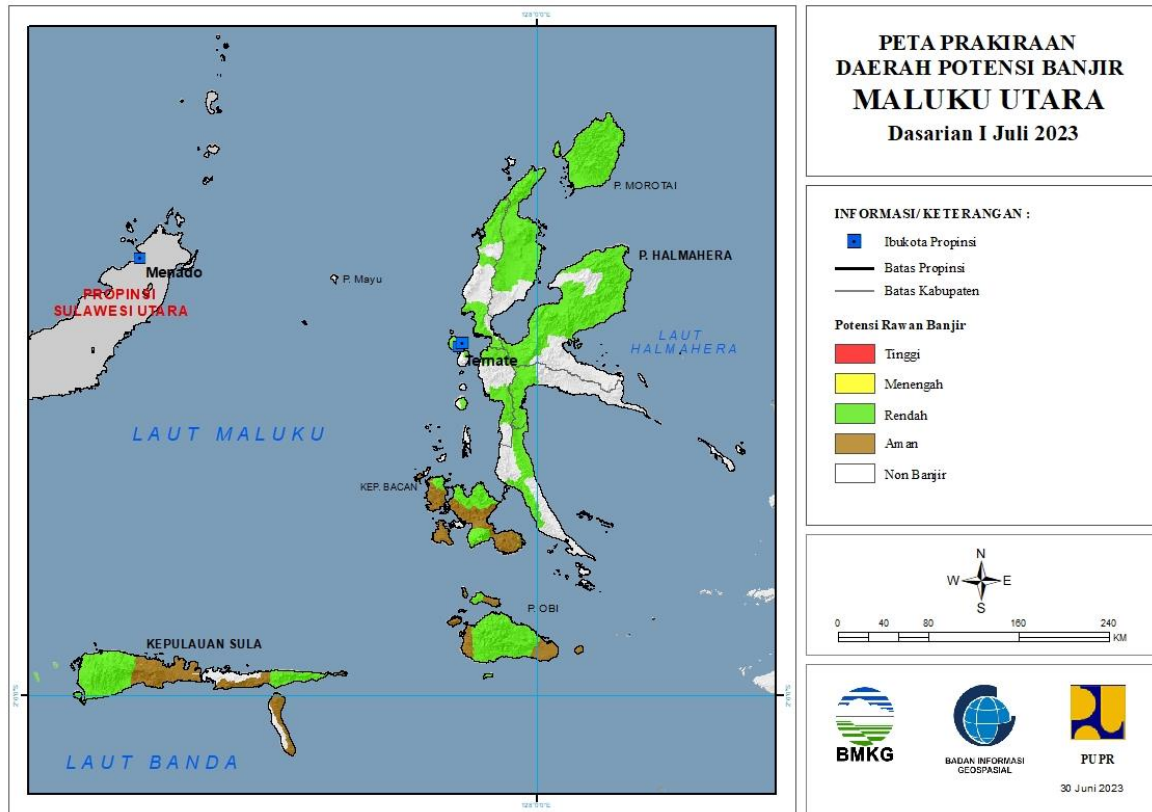 PETA PRAKIRAAN
DAERAH POTENSI BANJIR
MALUKU UTARA
Dasarian I Juli 2023
INFORMASI/ KETERANGAN :
Ibukota Propinsi
Batas Propinsi
Batas Kabupaten
Potensi Rawan Banjir
Tinggi
Menengah
Rendah
Aman
Non Banjir
N
W
E
S
0
40
80
160
240
KM
BMKG
BADAN INFORMASI
GEOSPASIAL
PUPR
30 Juni 2023
P. MOROTAI
P. HALMAHERA
Menado
PROPINSI
SULAWESI UTARA
P. Mayu
LAUT
HALMAHERA
Ternate
LAUT MALUKU
KEP. BACAN
P. OBI
KEPULAUAN SULA
LAUT BANDA